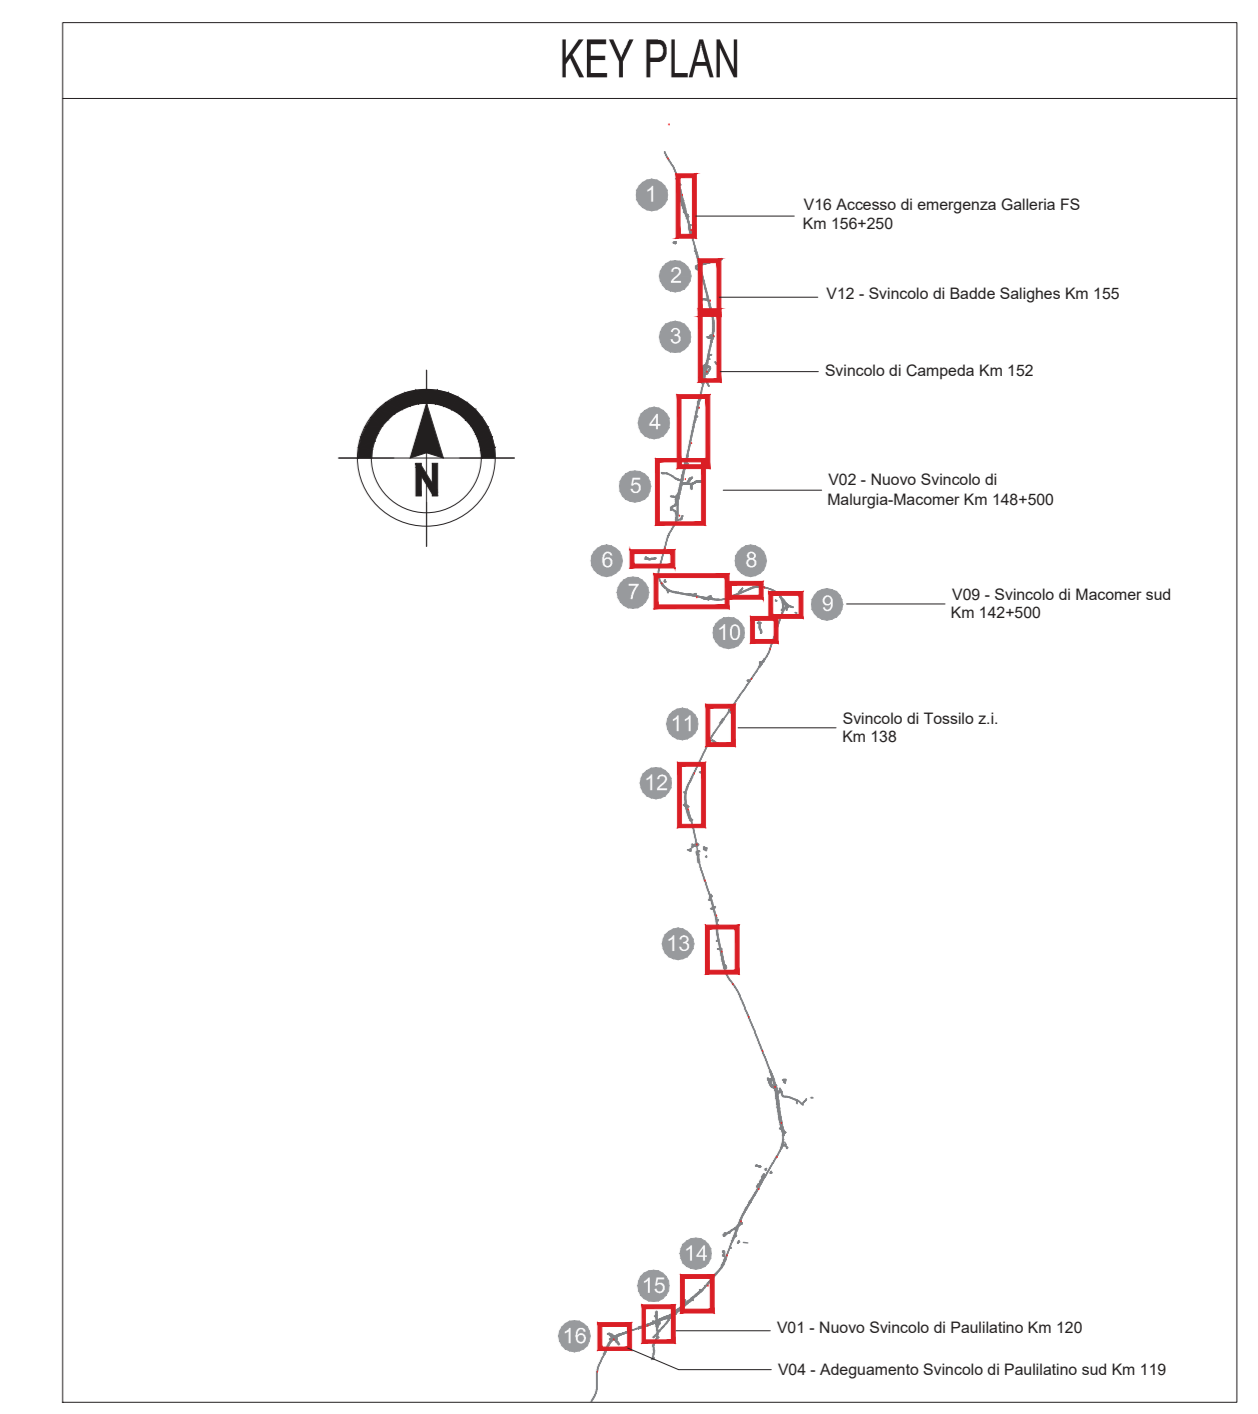 KEY PLAN
1
V16 Accesso di emergenza Galleria FS
Km 156+250
2
V12 - Svincolo di Badde Salighes Km 155
3
Svincolo di Campeda Km 152
4
N
5
V02 - Nuovo Svincolo di
Malurgia-Macomer Km 148+500
6
7
8
9
V09 - Svincolo di Macomer sud
Km 142+500
10
11
Svincolo di Tossilo z.i.
Km 138
12
13
14
15
16
V01 - Nuovo Svincolo di Paulilatino Km 120
V04 - Adeguamento Svincolo di Paulilatino sud Km 119